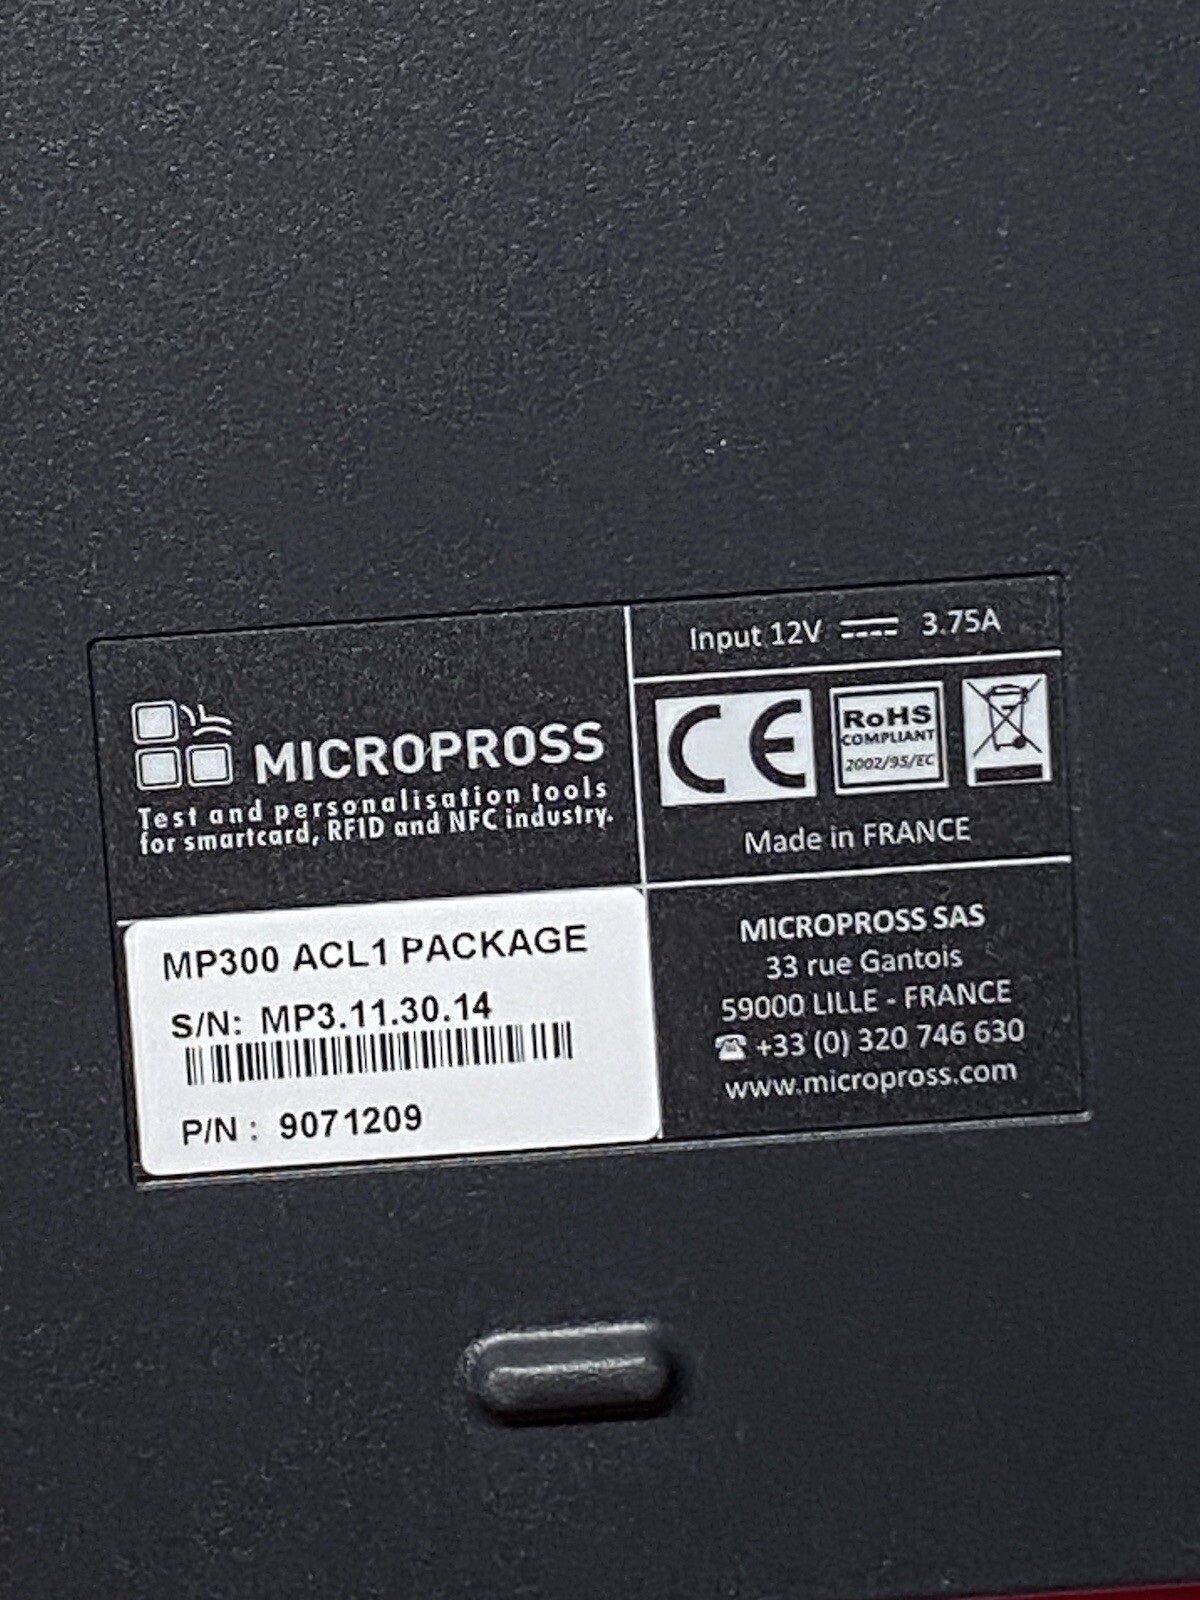 MICROPROSS
Test and personalisation tools
for smartcard, RFID and NFC industry.
Input 12V 3.75A
CE
RoHS
COMPLIANT
2002/95/EC
Made in FRANCE
MP300 ACL1 PACKAGE
S/N: MP3.11.30.14
P/N : 9071209
MICROPROSS SAS
33 rue Gantois
59000 LILLE - FRANCE
☎ +33 (0) 320 746 630
www.micropross.com